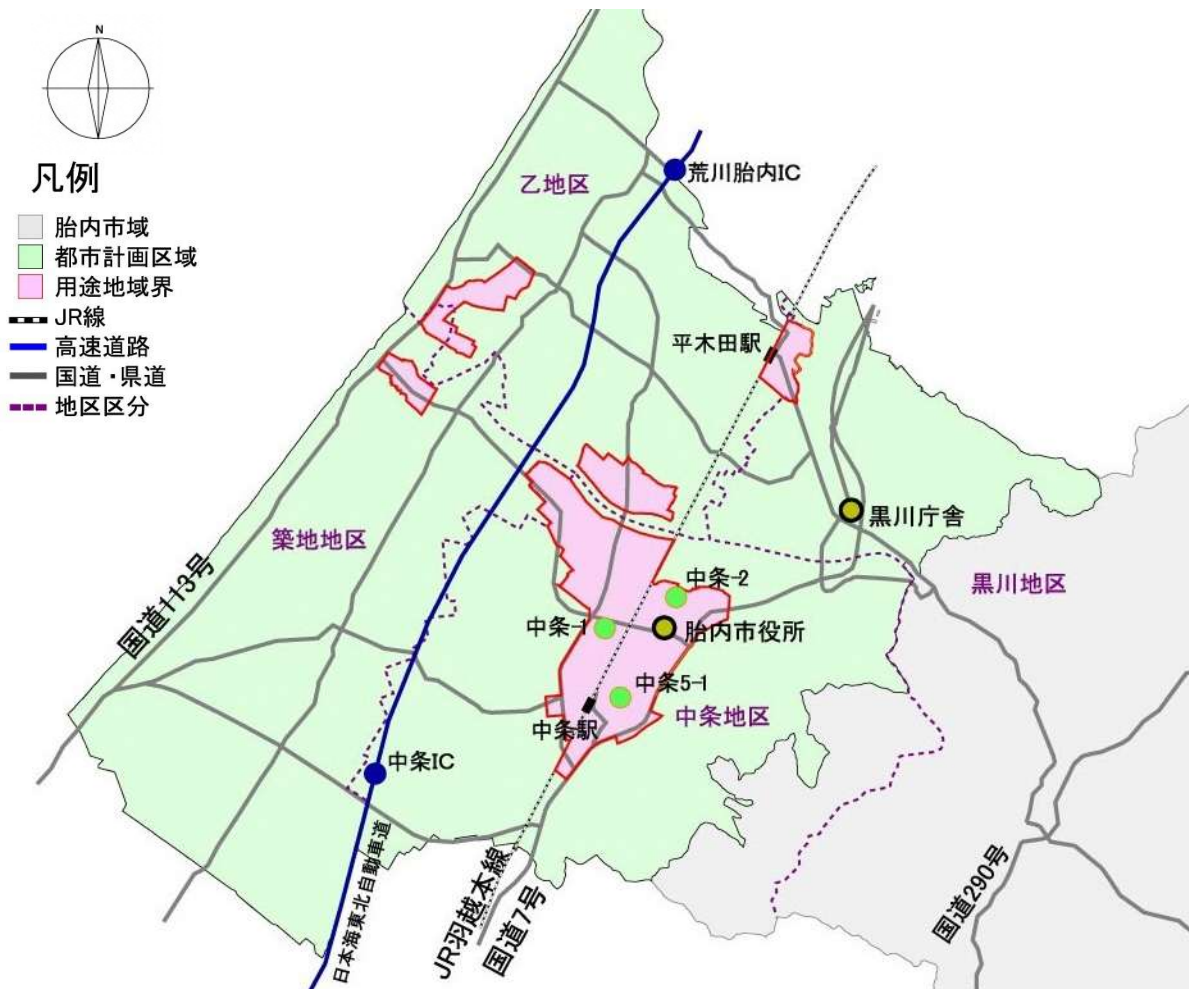 N
凡例
胎内市域
都市計画区域
用途地域界
JR線
高速道路
国道・県道
地区区分
乙地区
荒川胎内IC
平木田駅
黒川庁舎
築地地区
国道113号
中条-2
黒川地区
中条-1
胎内市役所
中条5-1
中条駅
中条地区
中条IC
日本海東北自動車道
JR羽越本線
国道7号
国道290号